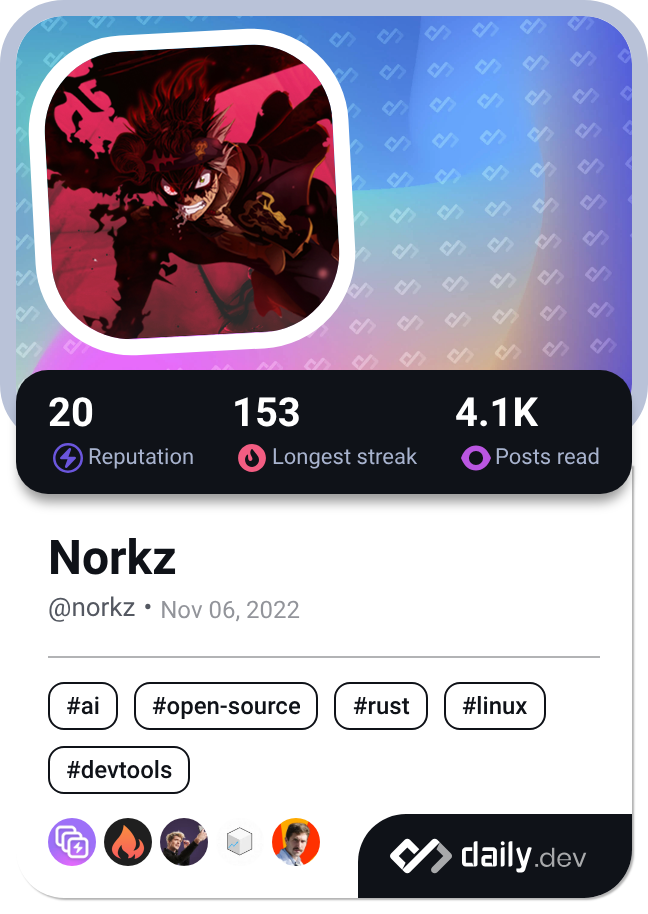 20 153 4.1K
Reputation Longest streak Posts read
Norkz
@norkz • Nov 06, 2022
#ai #open-source #rust #linux
#devtools
daily.dev